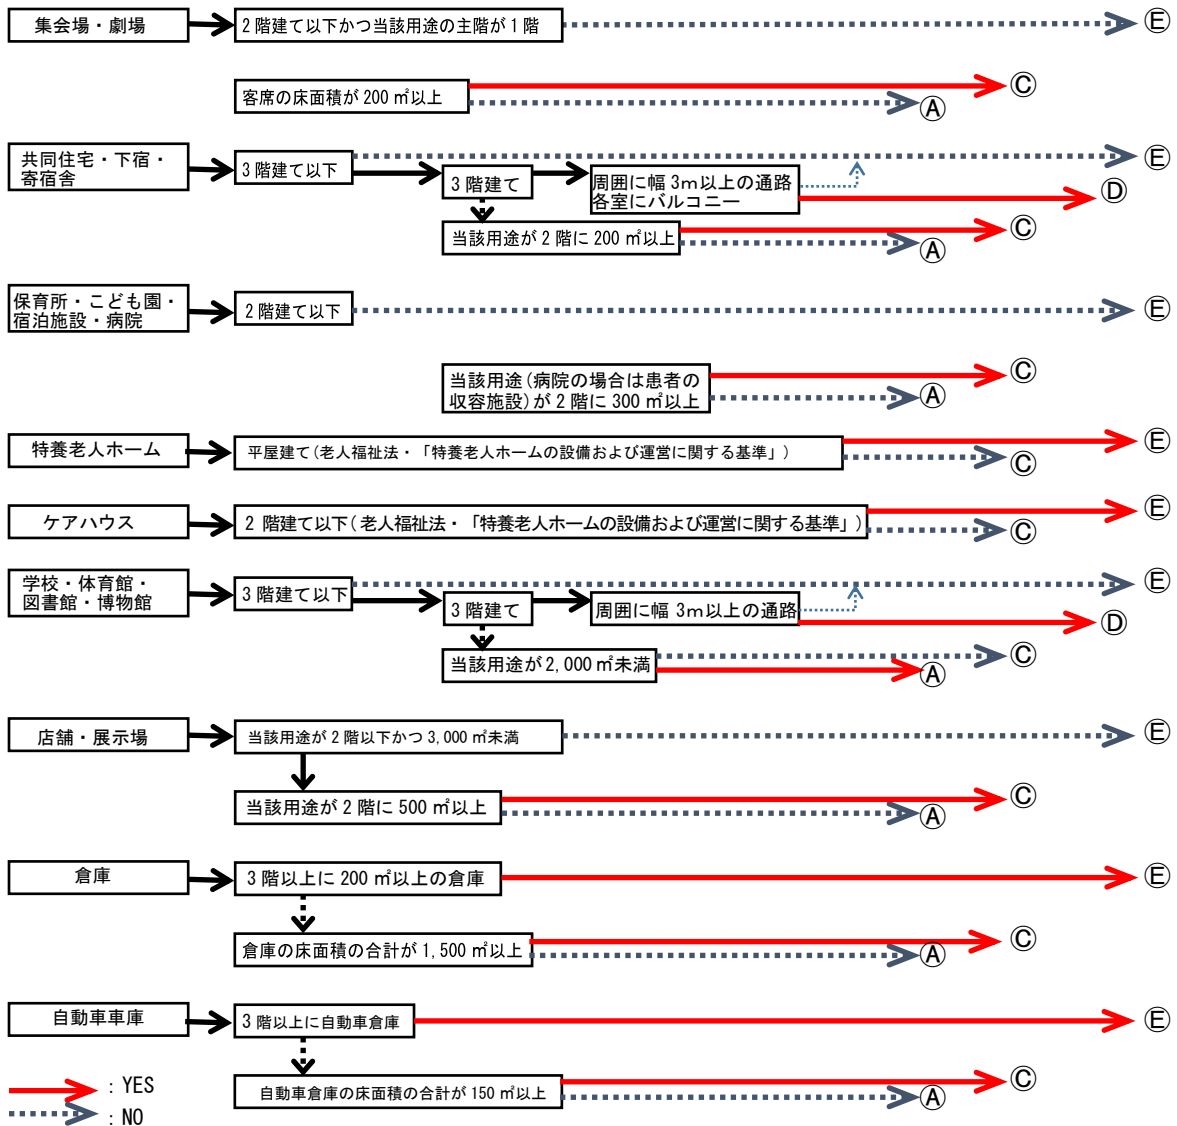 集会場・劇場
2階建て以下かつ当該用途の主階が1階
Ⓔ
客席の床面積が200㎡以上
Ⓒ
Ⓐ
共同住宅・下宿・
寄宿舎
3階建て以下
Ⓔ
3階建て
周囲に幅3m以上の通路
各室にバルコニー
Ⓓ
当該用途が2階に200㎡以上
Ⓒ
Ⓐ
保育所・こども園・
宿泊施設・病院
2階建て以下
Ⓔ
当該用途(病院の場合は患者の
収容施設)が2階に300㎡以上
Ⓒ
Ⓐ
特養老人ホーム
平屋建て(老人福祉法・「特養老人ホームの設備および運営に関する基準」)
Ⓔ
Ⓒ
ケアハウス
2階建て以下(老人福祉法・「特養老人ホームの設備および運営に関する基準」)
Ⓔ
Ⓒ
学校・体育館・
図書館・博物館
3階建て以下
Ⓔ
3階建て
周囲に幅3m以上の通路
Ⓓ
当該用途が2,000㎡未満
Ⓒ
Ⓐ
店舗・展示場
当該用途が2階以下かつ3,000㎡未満
Ⓔ
当該用途が2階に500㎡以上
Ⓒ
Ⓐ
倉庫
3階以上に200㎡以上の倉庫
Ⓔ
倉庫の床面積の合計が1,500㎡以上
Ⓒ
Ⓐ
自動車車庫
3階以上に自動車倉庫
Ⓔ
自動車倉庫の床面積の合計が150㎡以上
Ⓒ
Ⓐ
:YES
:NO